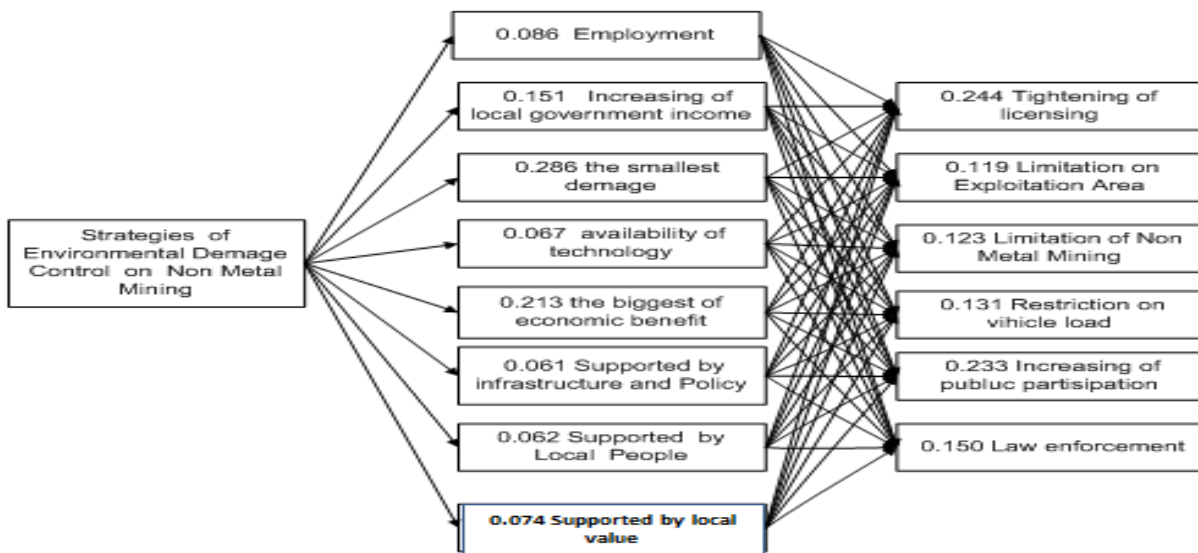 Strategies of
Environmental Demage
Control on Non Metal
Mining
0.086 Employment
0.151 Increasing of
local government income
0.286 the smallest
demage
0.067 availability of
technology
0.213 the biggest of
economic benefit
0.061 Supported by
infrastructure and Policy
0.062 Supported by
Local People
0.074 Supported by local
value
0.244 Tightening of
licensing
0.119 Limitation on
Exploitation Area
0.123 Limitation of Non
Metal Mining
0.131 Restriction on
vihicle load
0.233 Increasing of
publuc partisipation
0.150 Law enforcement